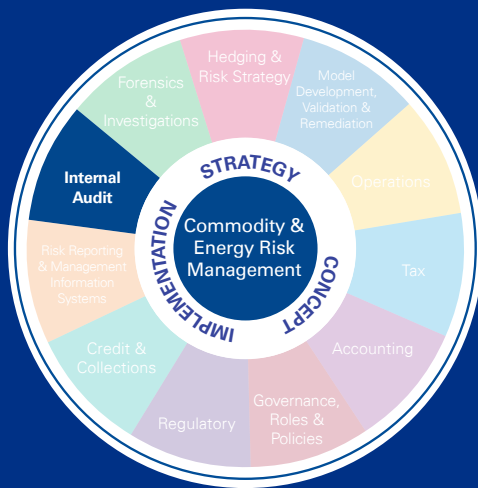 Hedging &
Risk Strategy
Model
Development,
Validation &
Remediation
Operations
Tax
Accounting
Governance,
Roles &
Policies
Regulatory
Credit &
Collections
Risk Reporting
& Management
Information
Systems
Internal
Audit
Forensics
&
Investigations
STRATEGY
CONCEPT
IMPLEMENTATION
Commodity &
Energy Risk
Management